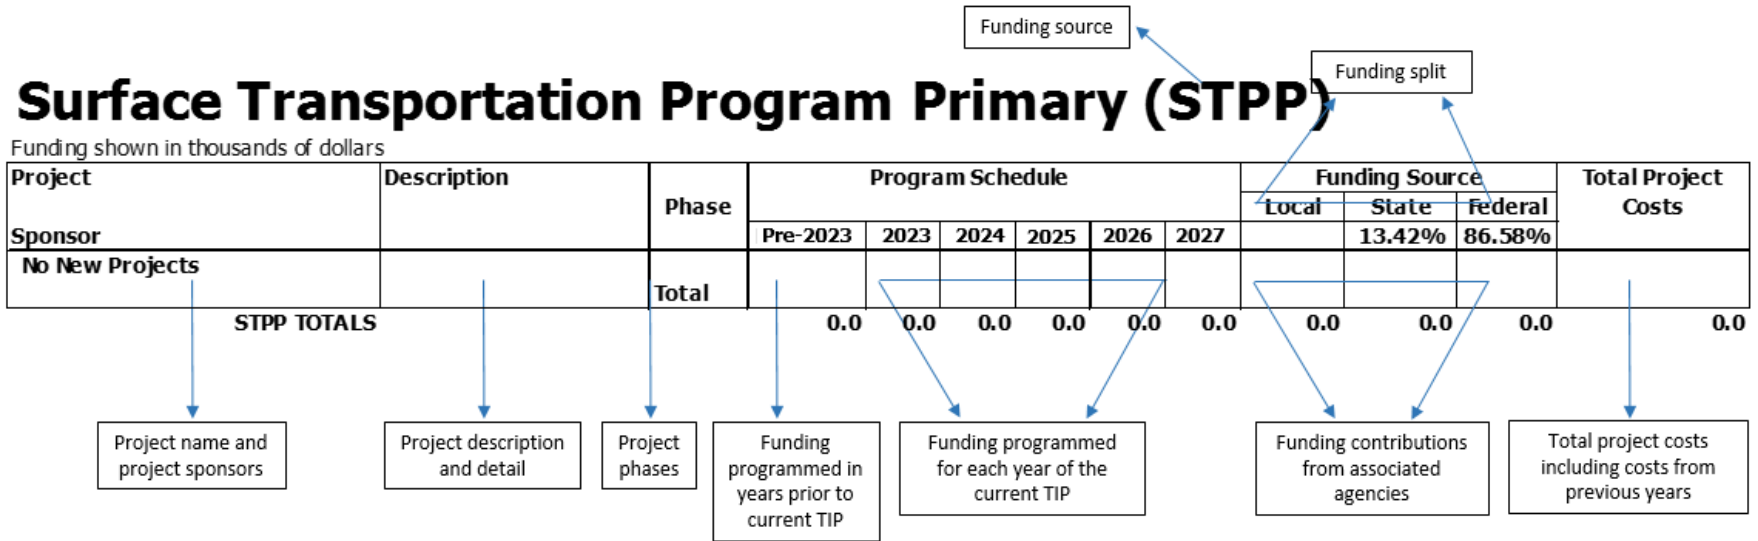 Funding source
Funding split
Surface Transportation Program Primary (STPP)
Funding shown in thousands of dollars
Project Description Program Schedule Funding Source Total Project
Phase Local State Federal Costs
Sponsor Pre-2023 2023 2024 2025 2026 2027 13.42% 86.58%
No New Projects
Total
STPP TOTALS 0.0 0.0 0.0 0.0 0.0 0.0 0.0 0.0 0.0 0.0
Project name and
project sponsors
Project description
and detail
Project
phases
Funding
programmed in
years prior to
current TIP
Funding programmed
for each year of the
current TIP
Funding contributions
from associated
agencies
Total project costs
including costs from
previous years